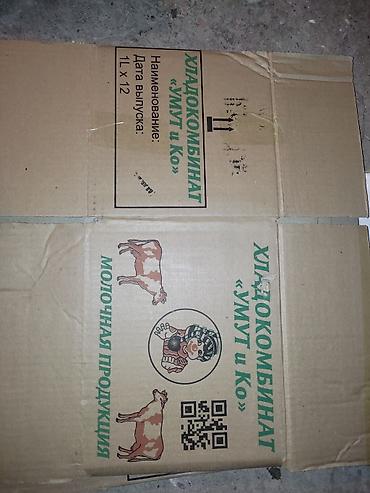 ХЛАДОКОМБИНАТ
«УМУТ и Ко»
Наименование:
Дата выпуска:
1L x 12
ХЛАДОКОМБИНАТ
«УМУТ и Ко»
МОЛОЧНАЯ ПРОДУКЦИЯ